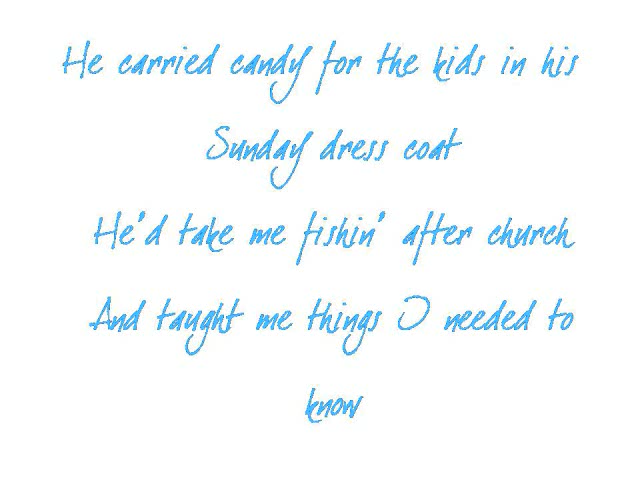 He carried candy for the kids in his
Sunday dress coat
He'd take me fishin' after church
And taught me things I needed to
know